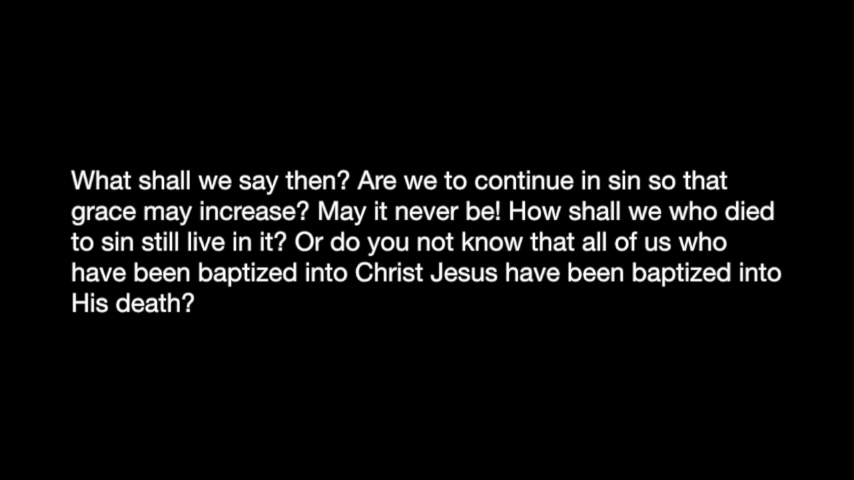 What shall we say then? Are we to continue in sin so that
grace may increase? May it never be! How shall we who died
to sin still live in it? Or do you not know that all of us who
have been baptized into Christ Jesus have been baptized into
His death?